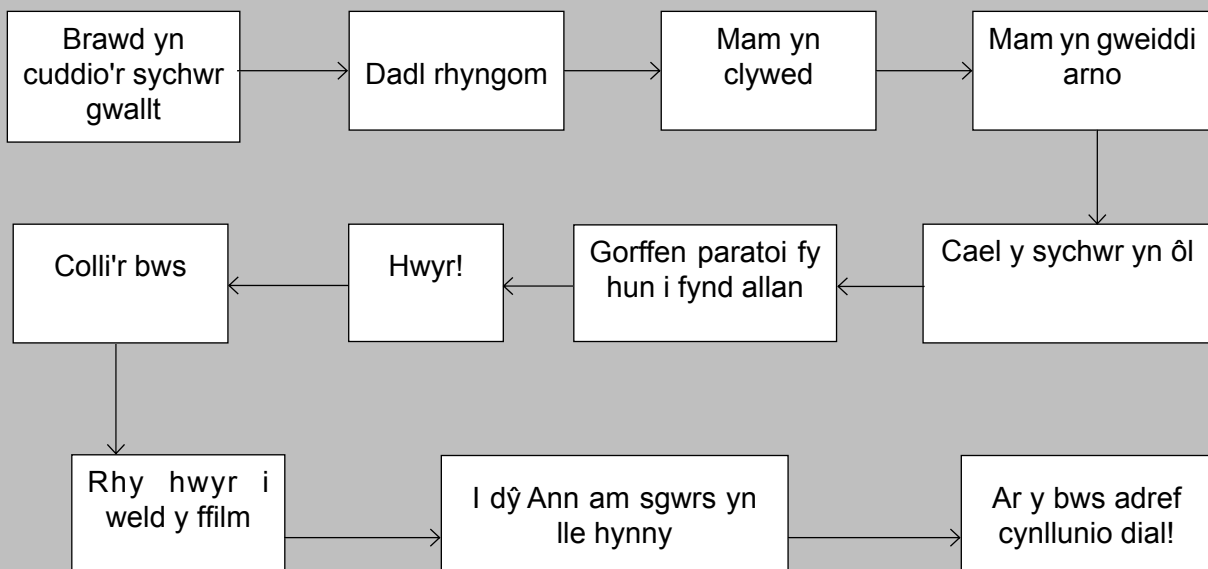 Brawd yn
cuddio'r sychwr
gwallt
Dadl rhyngom
Mam yn
clywed
Mam yn gweiddi
arno
Cael y sychwr yn ôl
Gorffen paratoi fy
hun i fynd allan
Hwyr!
Colli'r bws
Rhy hwyr i
weld y ffilm
I dŷ Ann am sgwrs yn
lle hynny
Ar y bws adref
cynllunio dial!